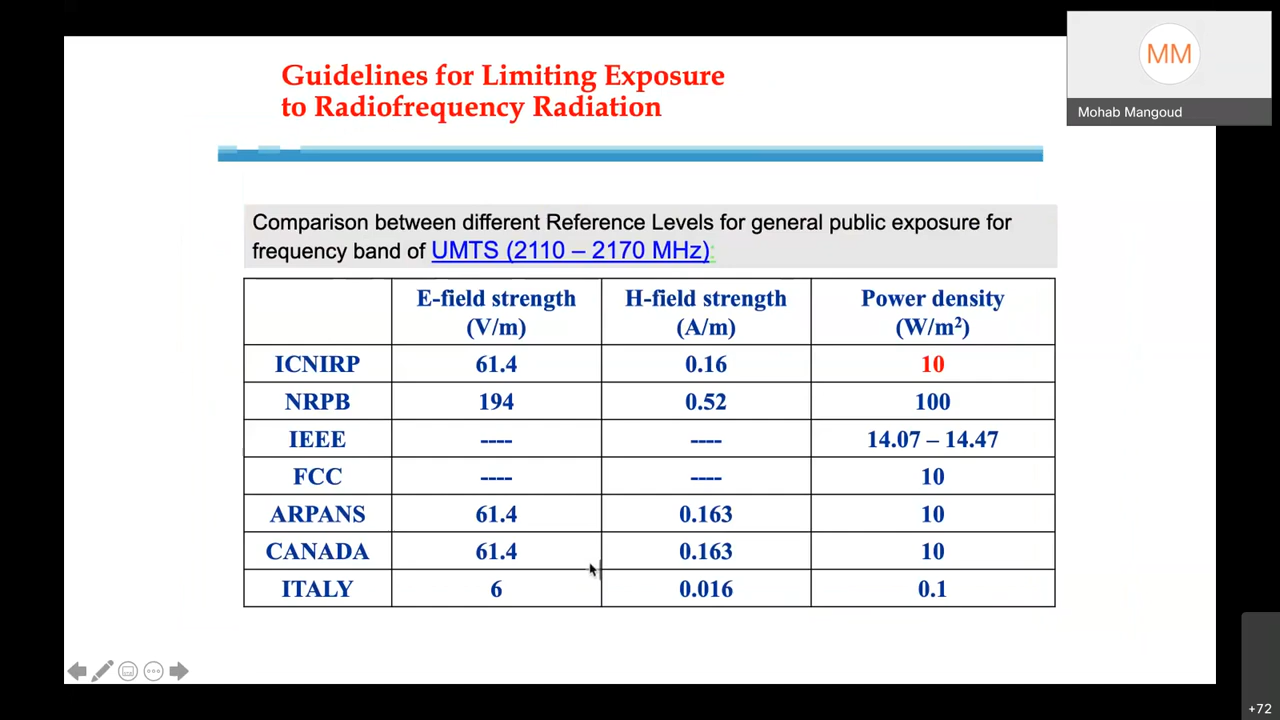 Guidelines for Limiting Exposure
to Radiofrequency Radiation
MM
Mohab Mangoud
Comparison between different Reference Levels for general public exposure for
frequency band of UMTS (2110 – 2170 MHz):
E-field strength (V/m) H-field strength (A/m) Power density (W/m²)
ICNIRP 61.4 0.16 10
NRPB 194 0.52 100
IEEE ---- ---- 14.07 – 14.47
FCC ---- ---- 10
ARPANS 61.4 0.163 10
CANADA 61.4 0.163 10
ITALY 6 0.016 0.1
+72